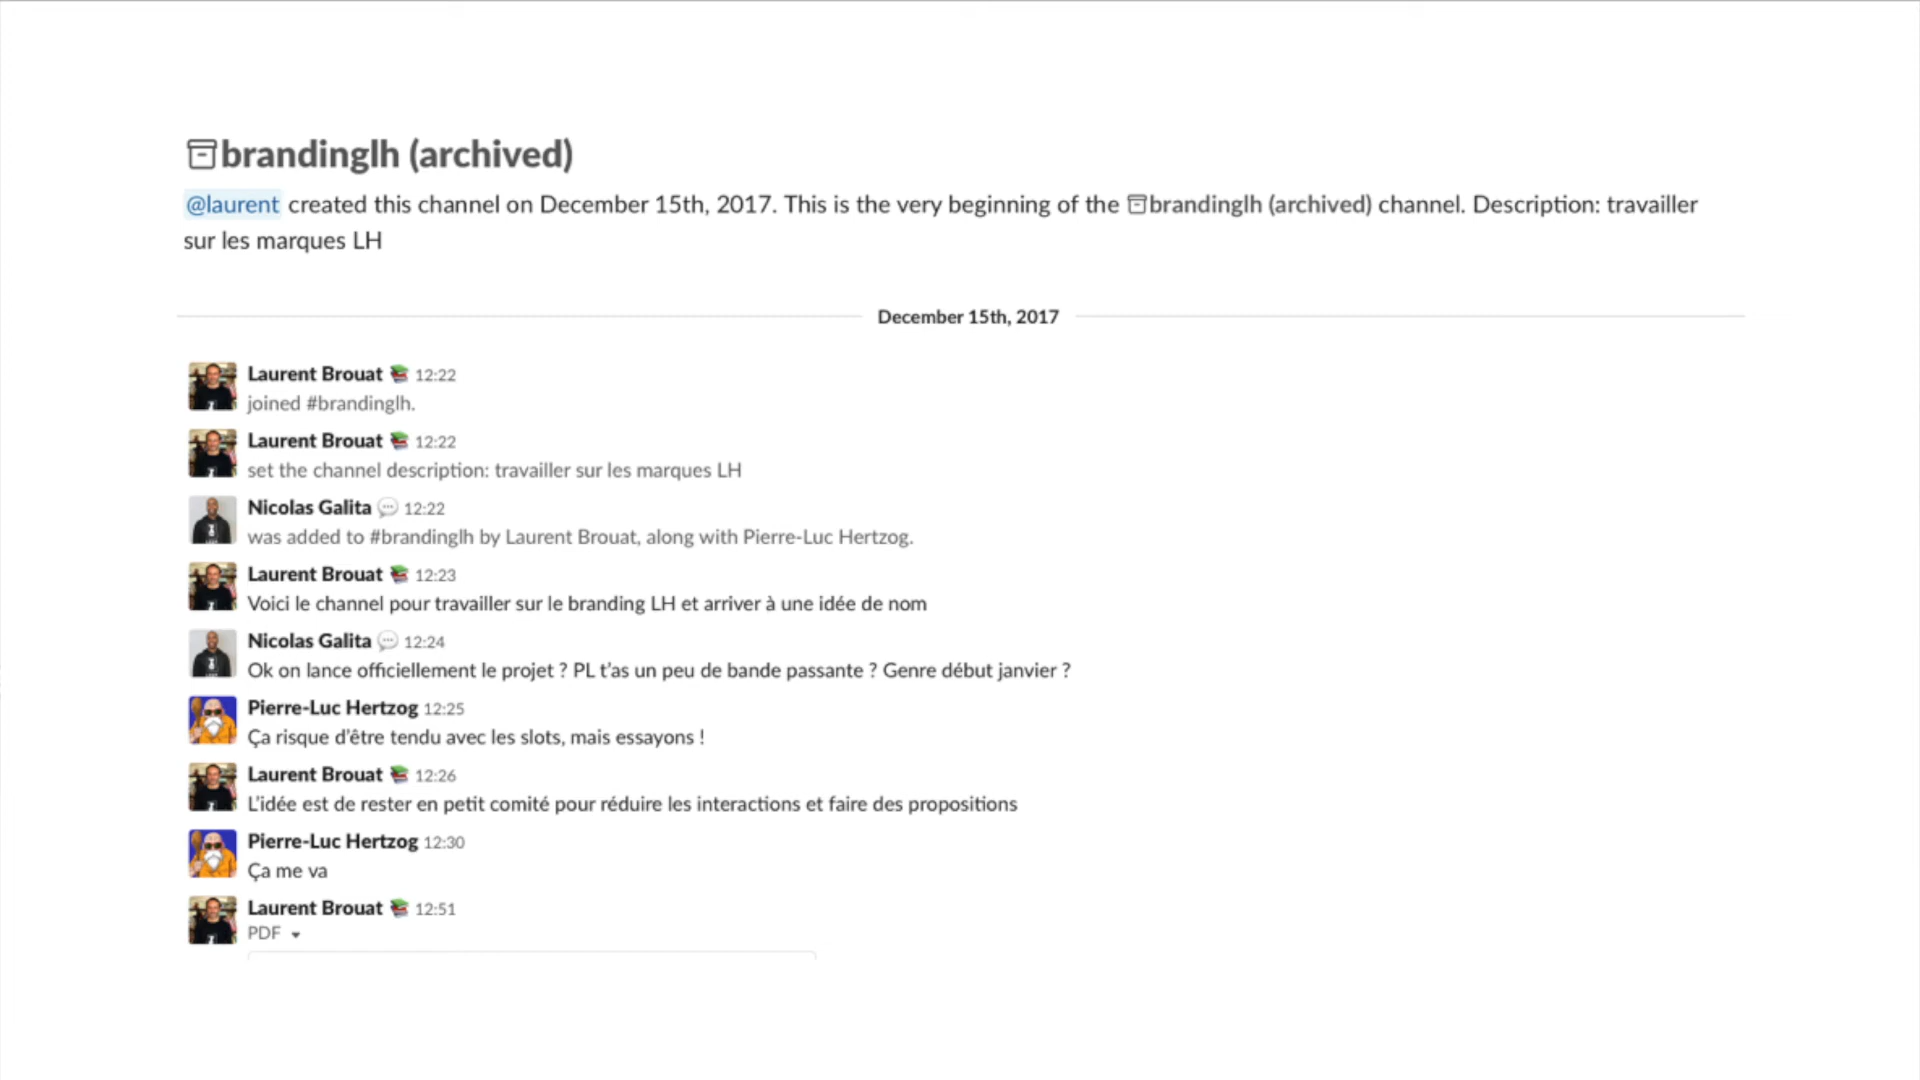 brandinglh (archived)
@laurent created this channel on December 15th, 2017. This is the very beginning of the brandinglh (archived) channel. Description: travailler
sur les marques LH
December 15th, 2017
Laurent Brouat 12:22
joined #brandinglh.
Laurent Brouat 12:22
set the channel description: travailler sur les marques LH
Nicolas Galita 12:22
was added to #brandinglh by Laurent Brouat, along with Pierre-Luc Hertzog.
Laurent Brouat 12:23
Voici le channel pour travailler sur le branding LH et arriver à une idée de nom
Nicolas Galita 12:24
Ok on lance officiellement le projet ? PL t'as un peu de bande passante ? Genre début janvier ?
Pierre-Luc Hertzog 12:25
Ça risque d'être tendu avec les slots, mais essayons !
Laurent Brouat 12:26
L'idée est de rester en petit comité pour réduire les interactions et faire des propositions
Pierre-Luc Hertzog 12:30
Ça me va
Laurent Brouat 12:51
PDF